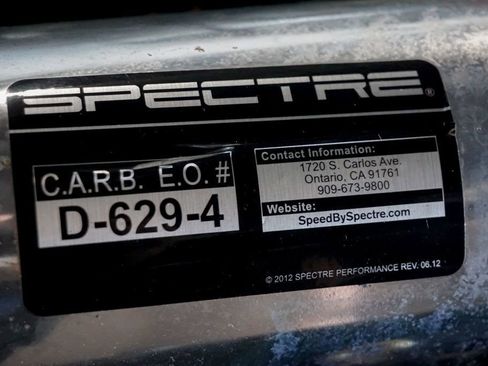 SPECTRE®
C.A.R.B. E.O. #
D-629-4
Contact Information:
1720 S. Carlos Ave.
Ontario, CA 91761
909-673-9800
Website:
SpeedBySpectre.com
© 2012 SPECTRE PERFORMANCE REV. 06.12